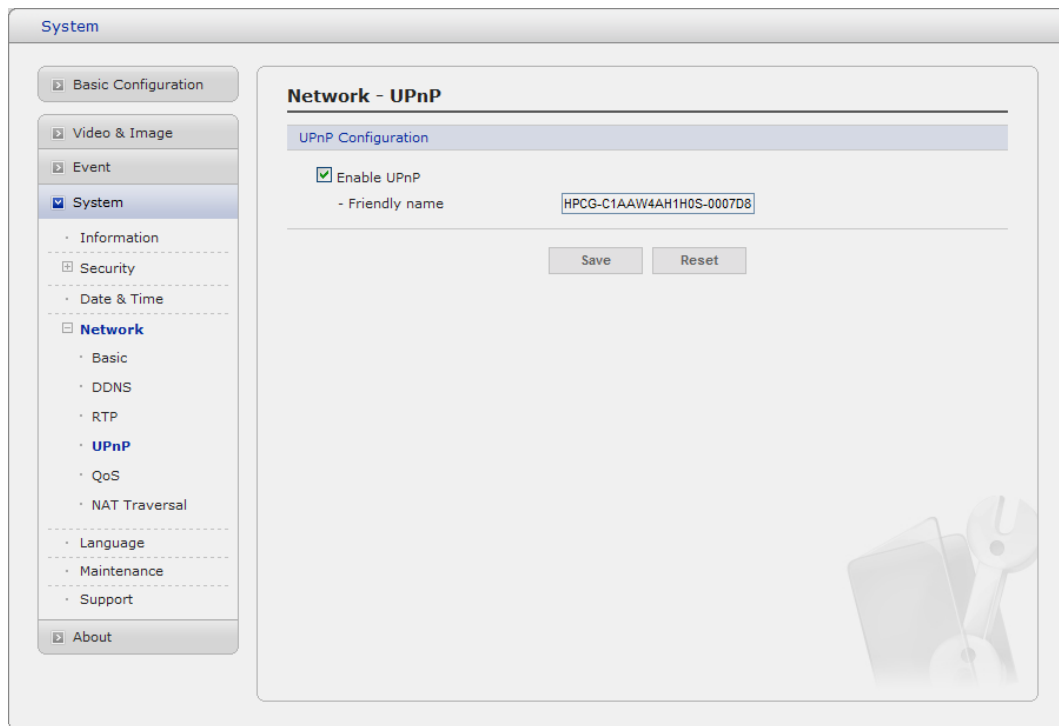 System
Basic Configuration
Video & Image
Event
System
Information
Security
Date & Time
Network
Basic
DDNS
RTP
UPnP
QoS
NAT Traversal
Language
Maintenance
Support
About
Network - UPnP
UPnP Configuration
Enable UPnP
- Friendly name HPCG-C1AAW4AH1H0S-0007D8
Save Reset